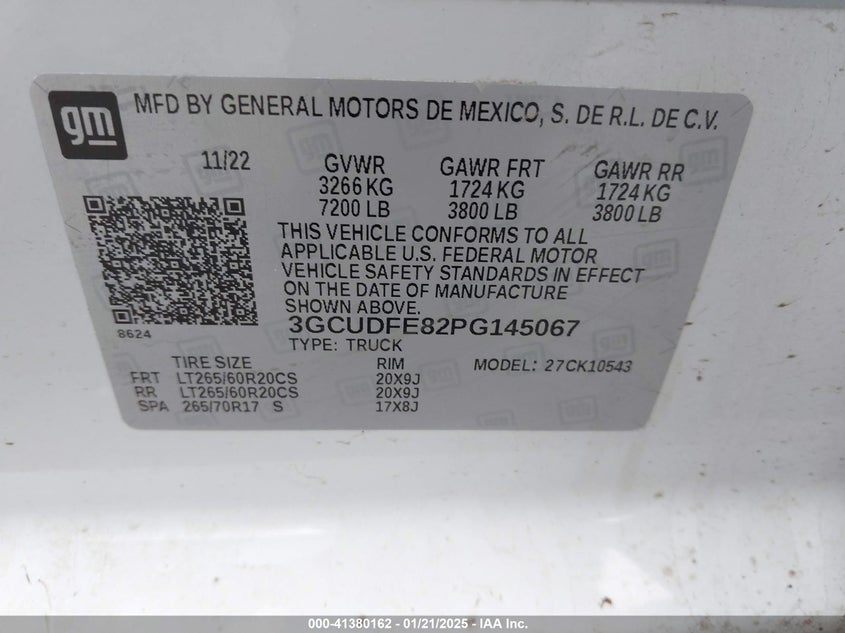 gm
MFD BY GENERAL MOTORS DE MEXICO, S. DE R.L. DE C.V.
11/22 GVWR GAWR FRT GAWR RR
3266 KG 1724 KG 1724 KG
7200 LB 3800 LB 3800 LB
THIS VEHICLE CONFORMS TO ALL
APPLICABLE U.S. FEDERAL MOTOR
VEHICLE SAFETY STANDARDS IN EFFECT
ON THE DATE OF MANUFACTURE
SHOWN ABOVE.
3GCUDFE82PG145067
8624
TYPE: TRUCK
TIRE SIZE RIM MODEL: 27CK10543
FRT LT265/60R20CS 20X9J
RR LT265/60R20CS 20X9J
SPA 265/70R17 S 17X8J
000-41380162 - 01/21/2025 - IAA Inc.